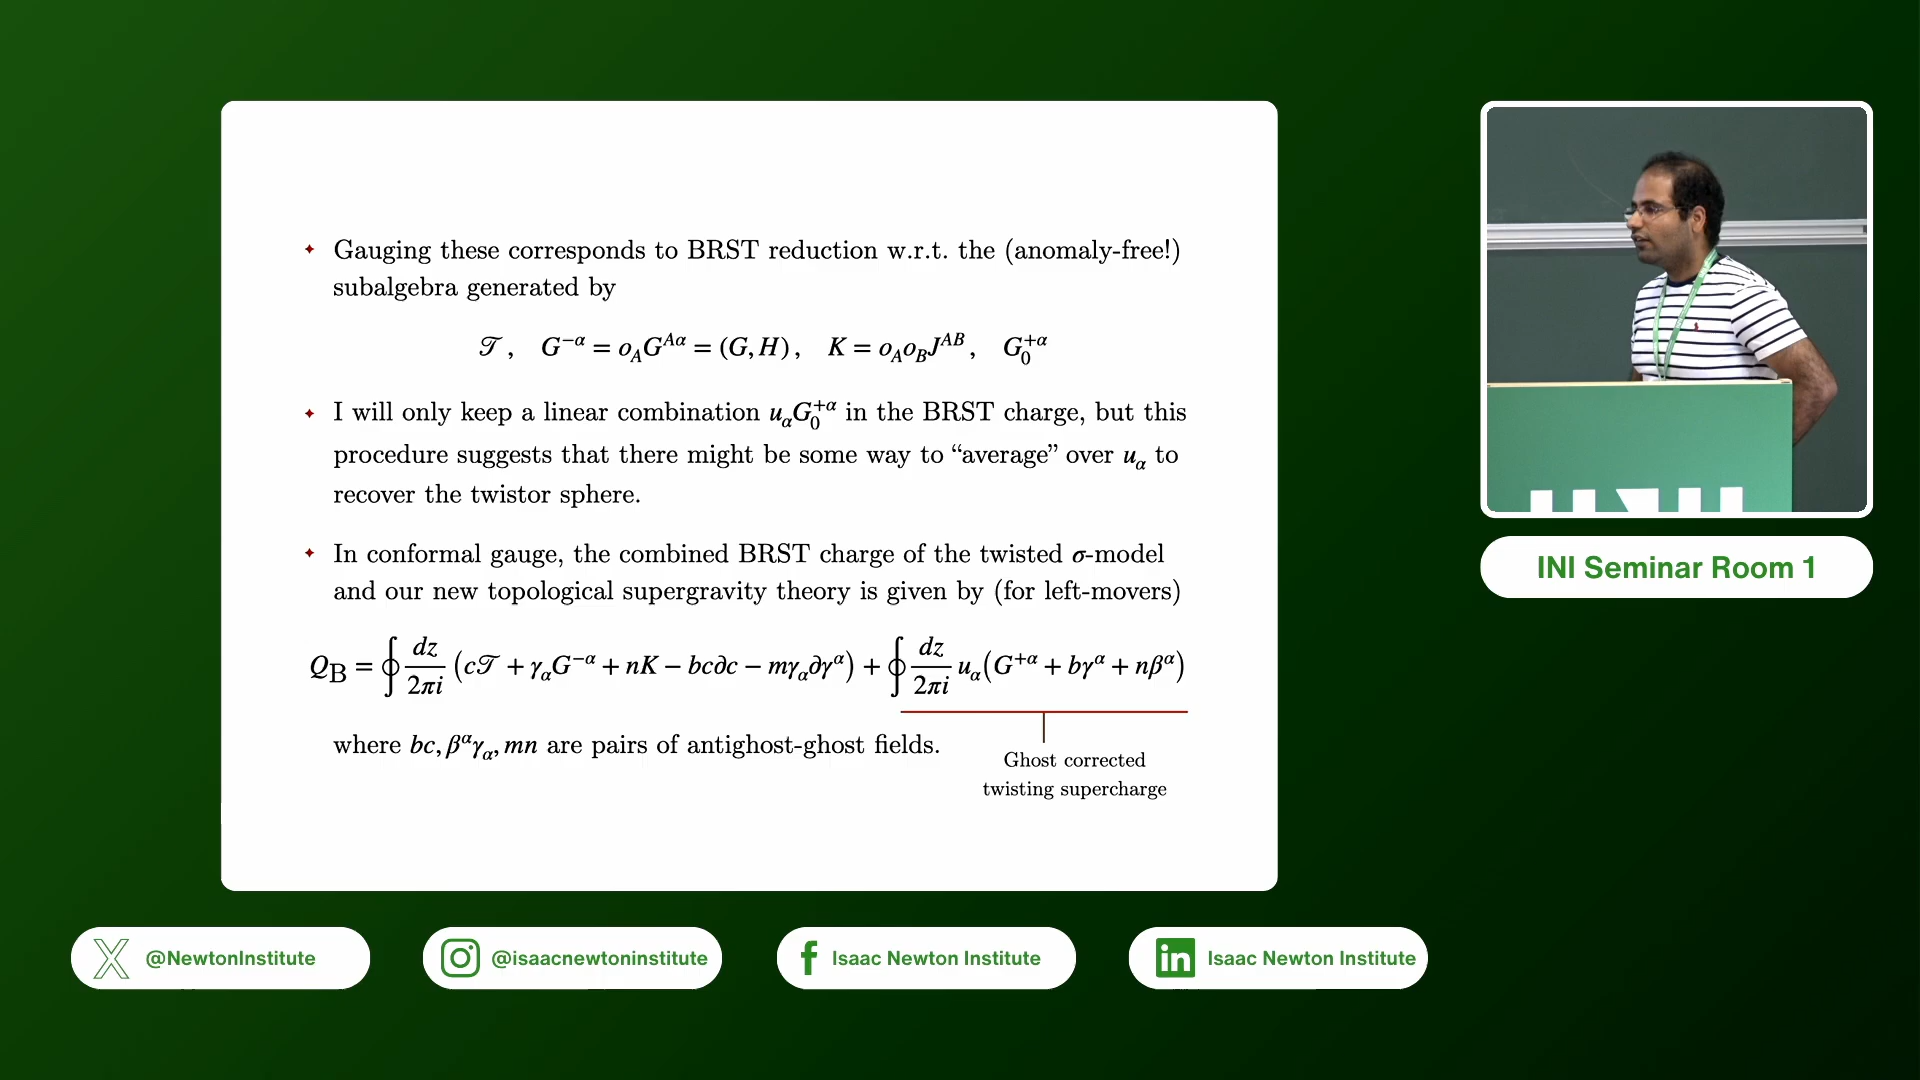 Gauging these corresponds to BRST reduction w.r.t. the (anomaly-free!)
subalgebra generated by
𝒯, G^{−α} = o_A G^{Aα} = (G, H), K = o_A o_B J^{AB}, G_0^{+α}
I will only keep a linear combination u_α G_0^{+α} in the BRST charge, but this
procedure suggests that there might be some way to “average” over u_α to
recover the twistor sphere.
In conformal gauge, the combined BRST charge of the twisted σ-model
and our new topological supergravity theory is given by (for left-movers)
Q_B = ∮ dz/2πi (c𝒯 + γ_α G^{−α} + nK − bc∂c − mγ_α ∂γ^α) + ∮ dz/2πi u_α(G^{+α} + bγ^α + nβ^α)
where bc, β^α γ_α, mn are pairs of antighost-ghost fields.
Ghost corrected
twisting supercharge
INI Seminar Room 1
@NewtonInstitute
@isaacnewtoninstitute
Isaac Newton Institute
Isaac Newton Institute